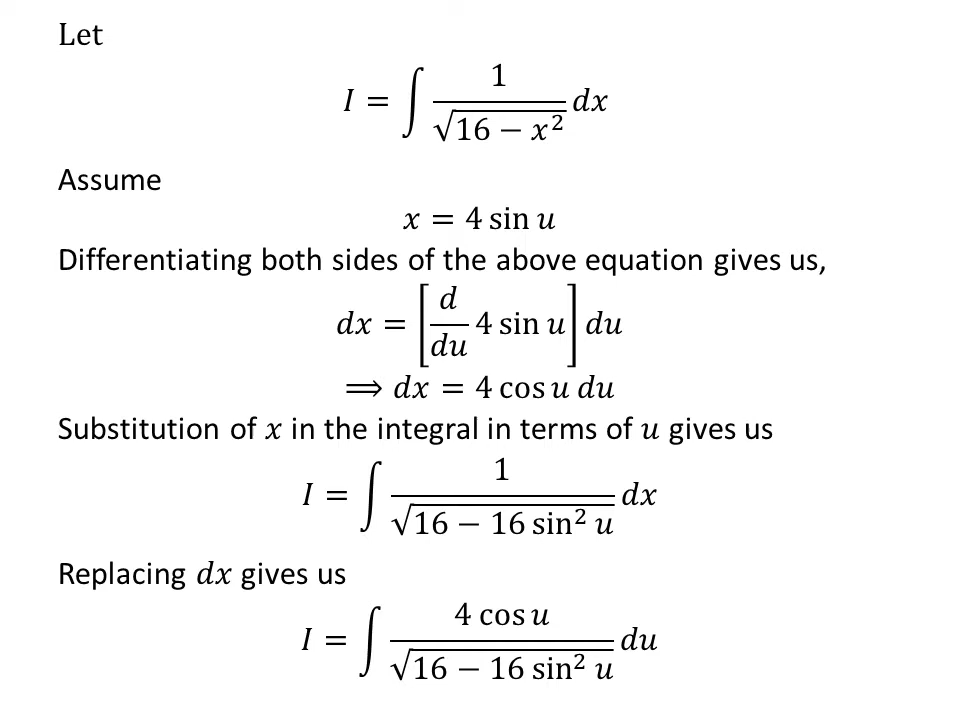 Let
I = ∫ 1/√(16 − x²) dx
Assume
x = 4 sin u
Differentiating both sides of the above equation gives us,
dx = [d/du 4 sin u] du
⟹ dx = 4 cos u du
Substitution of x in the integral in terms of u gives us
I = ∫ 1/√(16 − 16 sin² u) dx
Replacing dx gives us
I = ∫ 4 cos u/√(16 − 16 sin² u) du